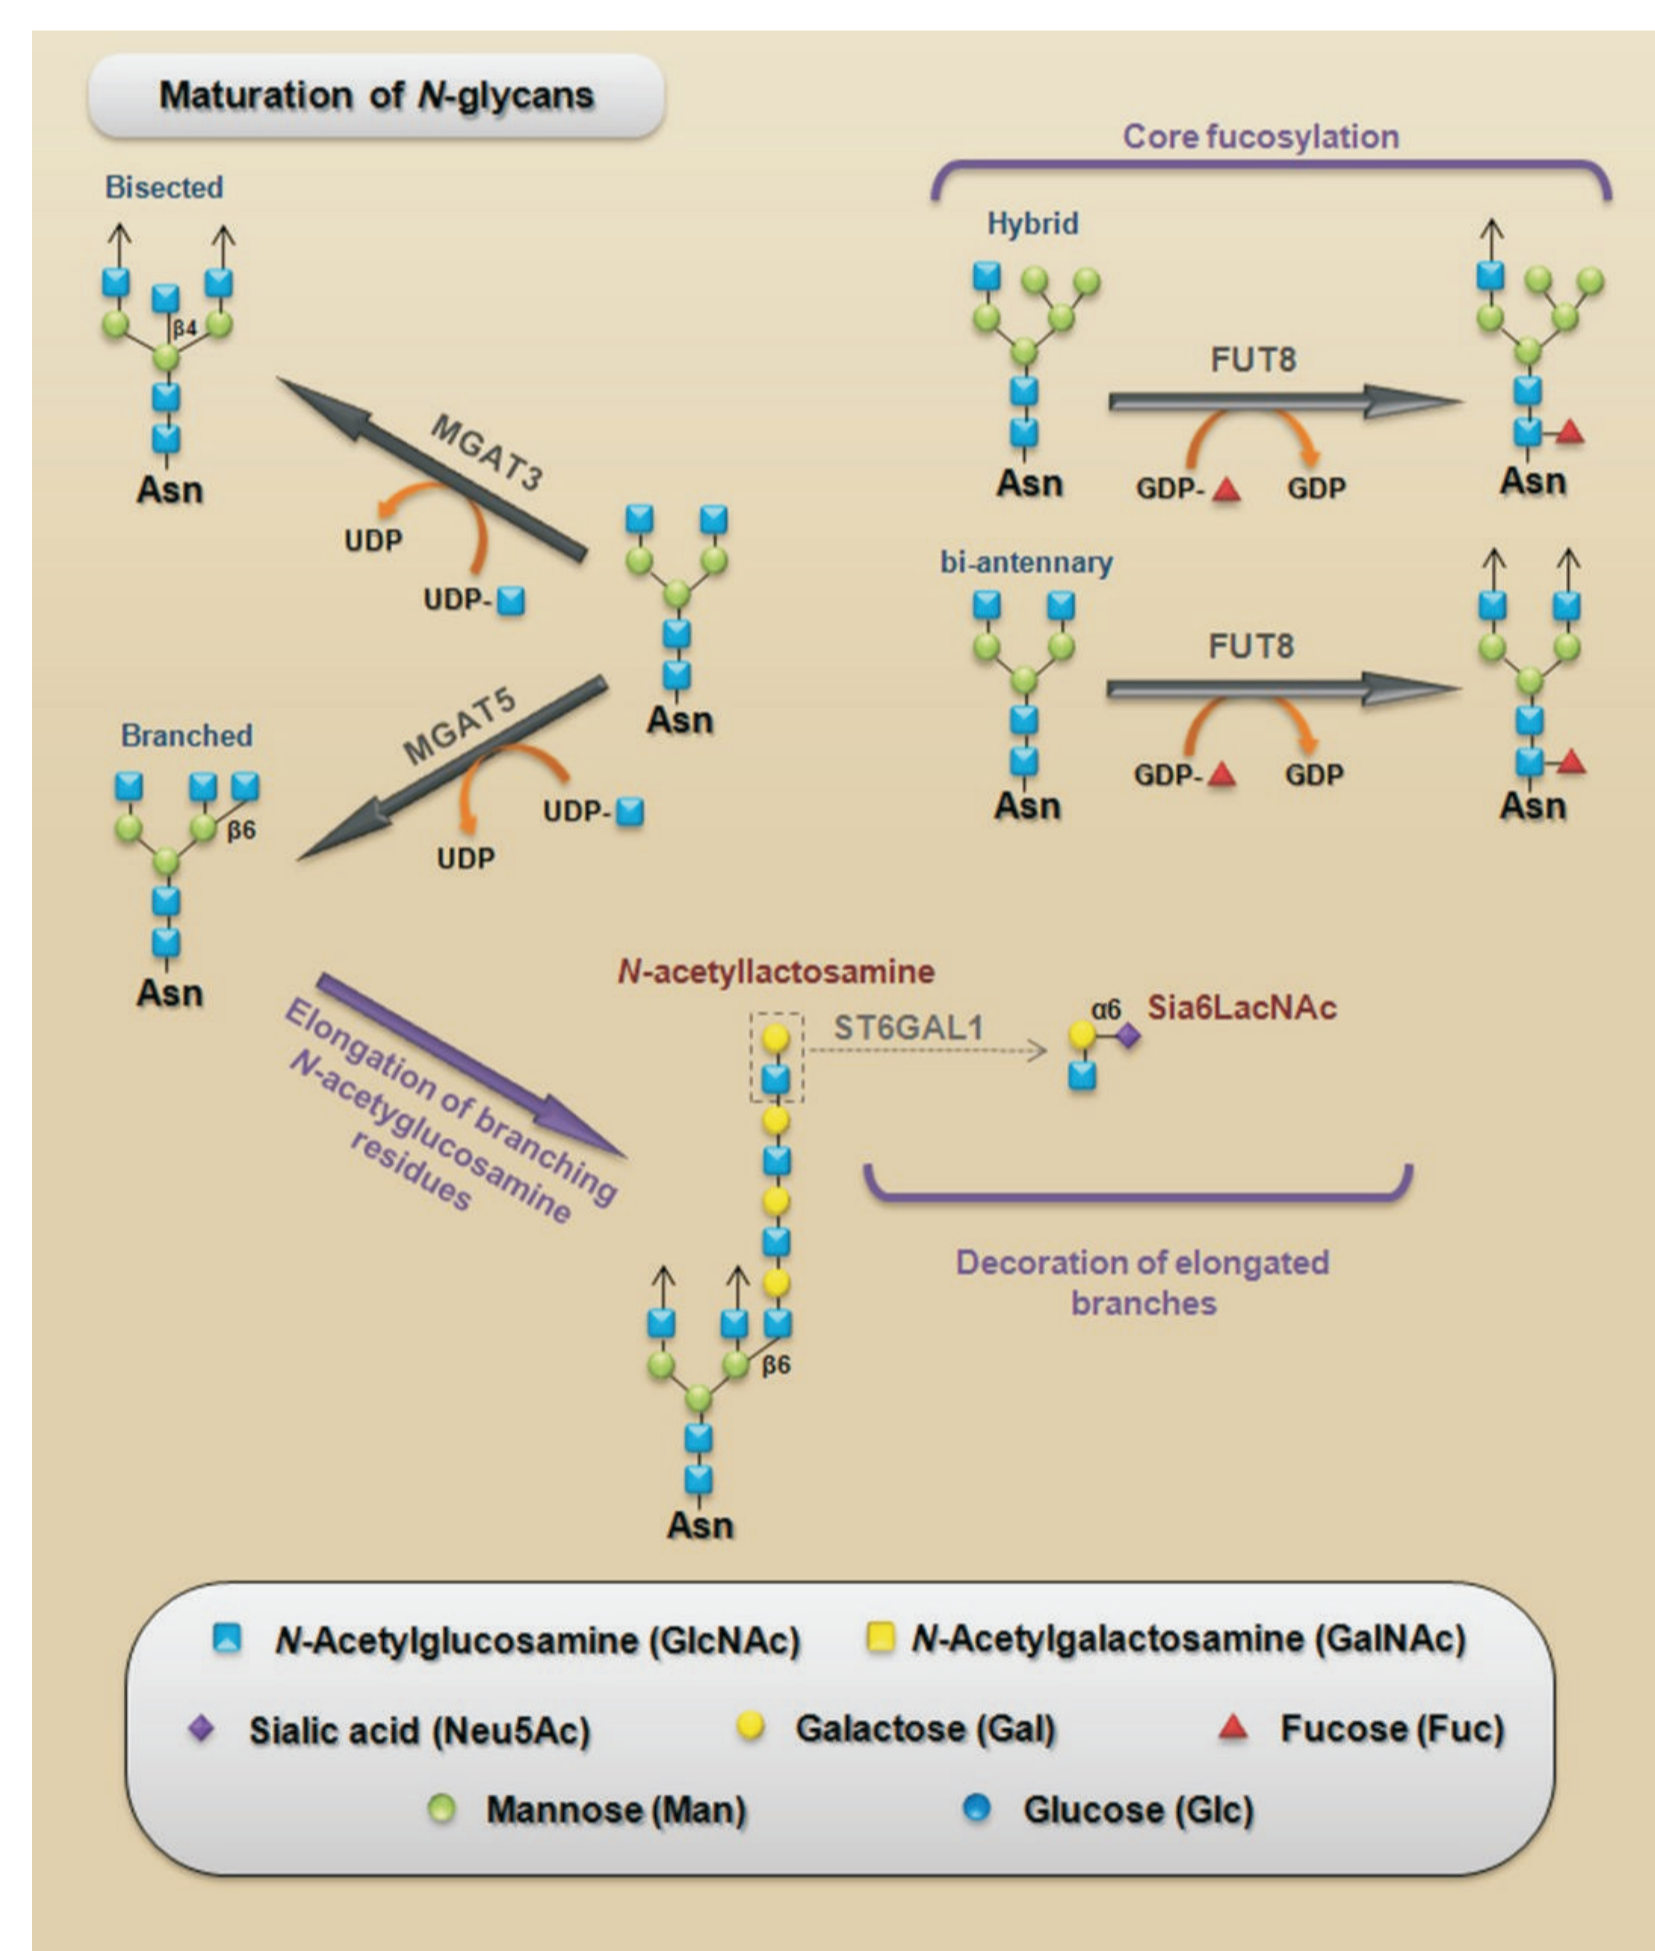 Maturation of N-glycans
Core fucosylation
Bisected
Hybrid
β4
FUT8
MGAT3
Asn
Asn
GDP-
GDP
Asn
UDP
UDP-
bi-antennary
FUT8
MGAT5
Asn
Branched
GDP-
GDP
β6
UDP-
Asn
Asn
UDP
Asn
N-acetyllactosamine
Elongation of branching
N-acetyglucosamine
residues
ST6GAL1
α6
Sia6LacNAc
Decoration of elongated
branches
β6
Asn
N-Acetylglucosamine (GlcNAc)
N-Acetylgalactosamine (GalNAc)
Sialic acid (Neu5Ac)
Galactose (Gal)
Fucose (Fuc)
Mannose (Man)
Glucose (Glc)